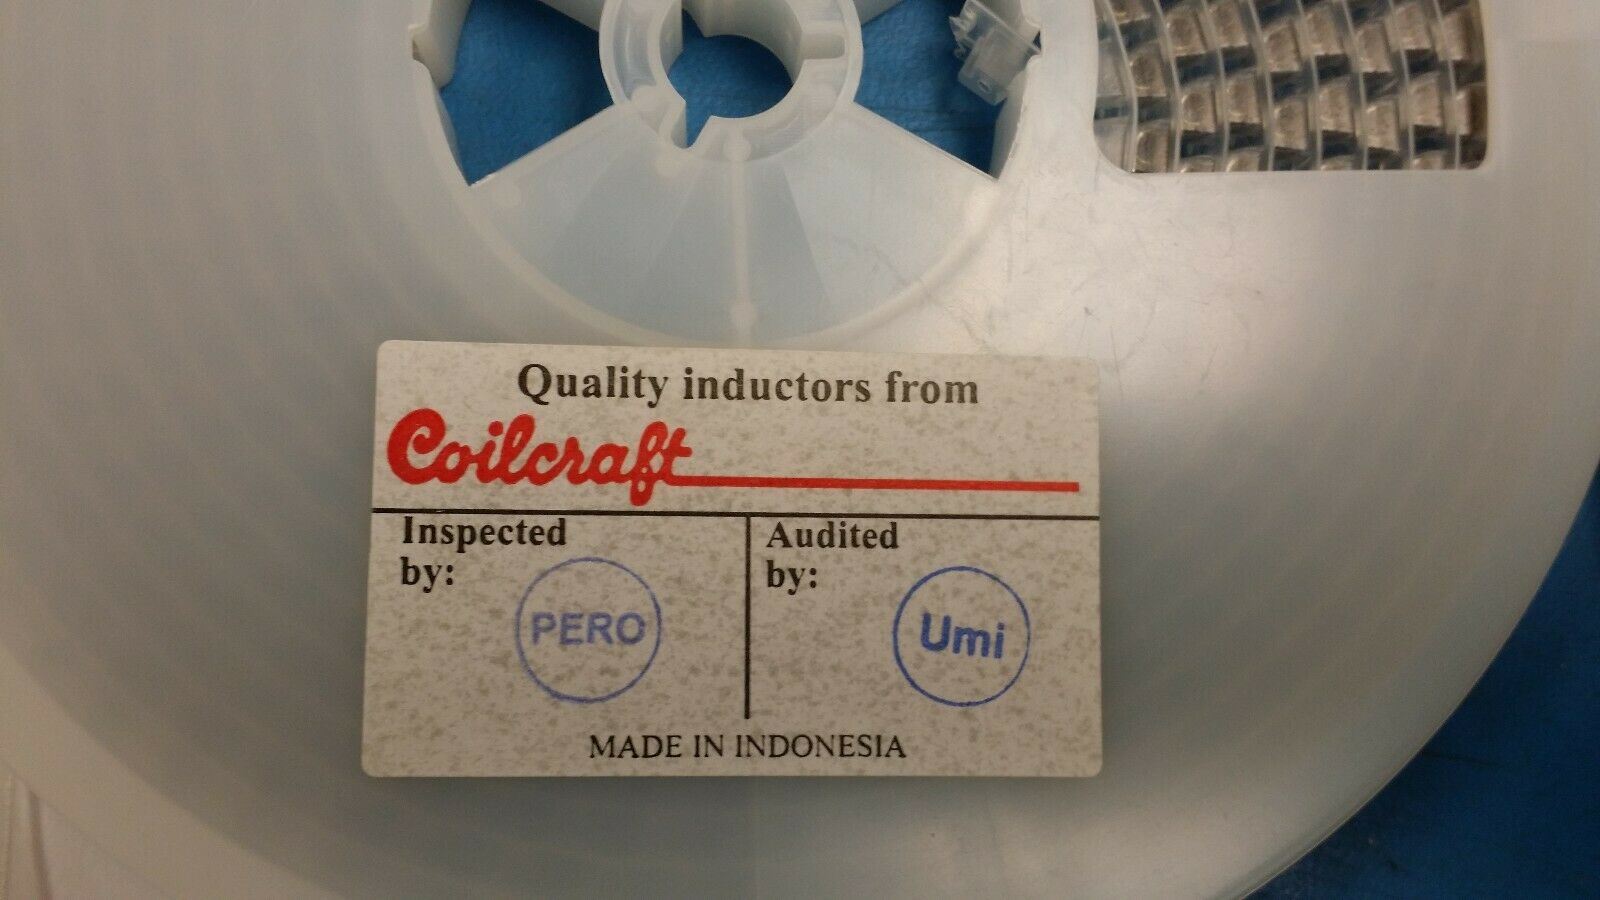 Quality inductors from
Coilcraft
Inspected by:
PERO
Audited by:
Umi
MADE IN INDONESIA